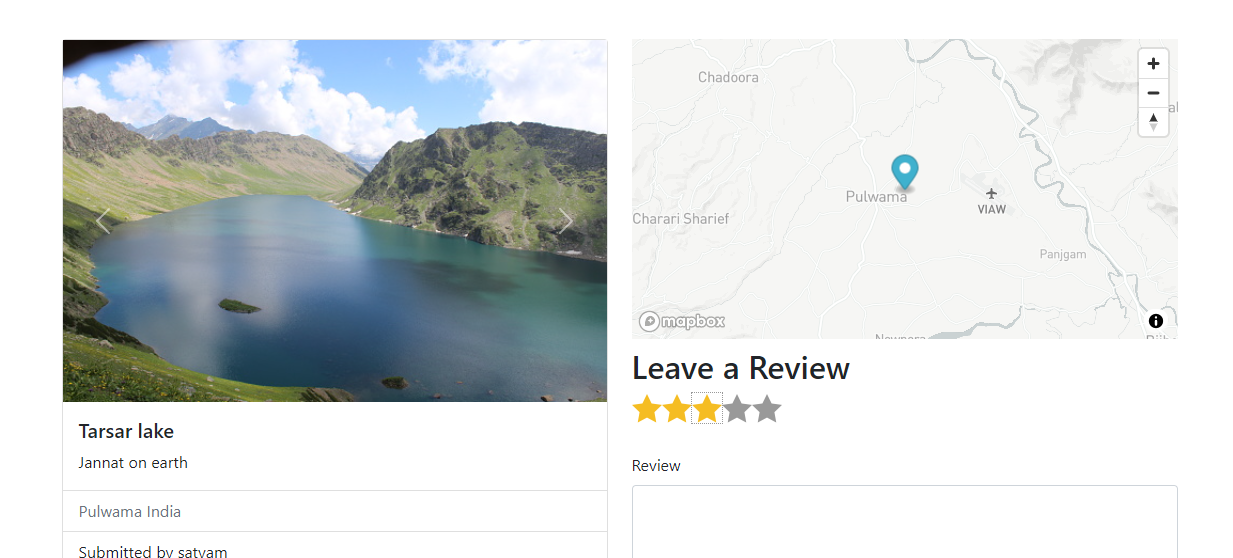 Tarsar lake
Jannat on earth
Pulwama India
Submitted by satyam
Chadoora
Pulwama
VIAW
Charari Sharief
Panjgam
mapbox
Leave a Review
Review